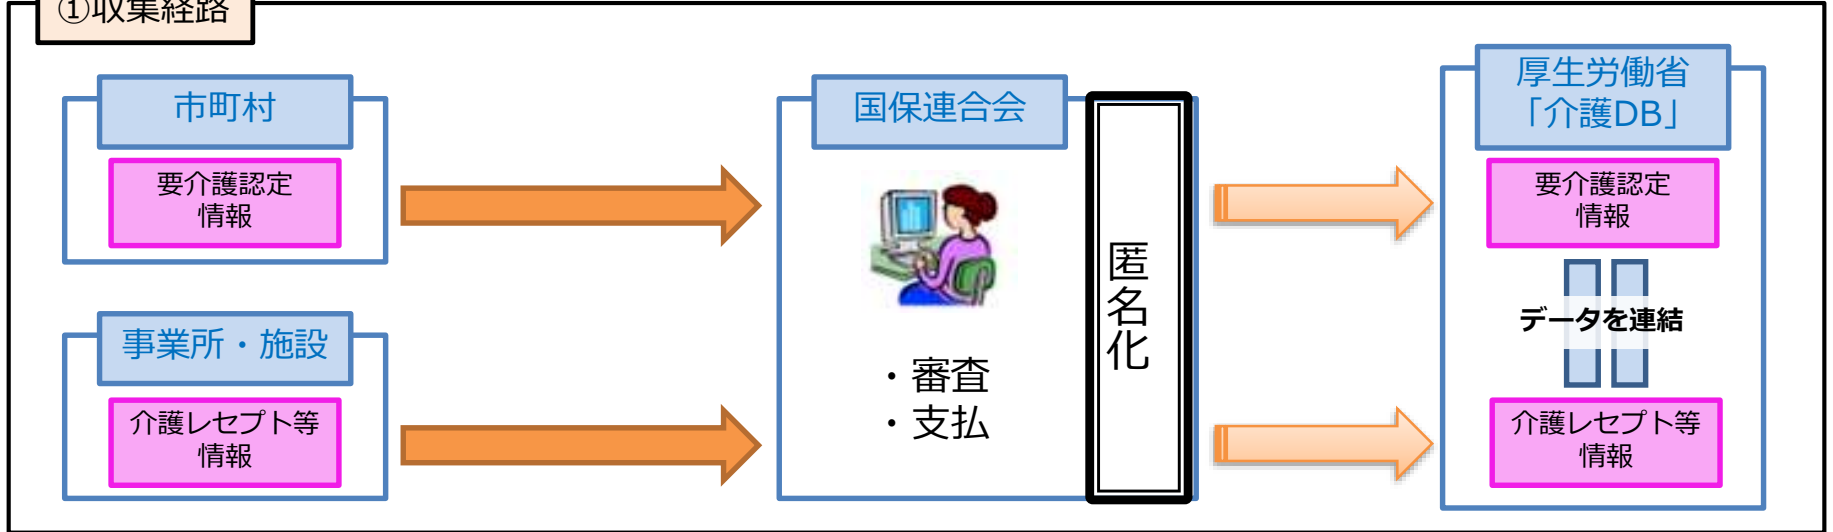 ①収集経路
市町村
要介護認定
情報
事業所・施設
介護レセプト等
情報
国保連合会
・審査
・支払
匿名化
厚生労働省
「介護DB」
要介護認定
情報
データを連結
介護レセプト等
情報